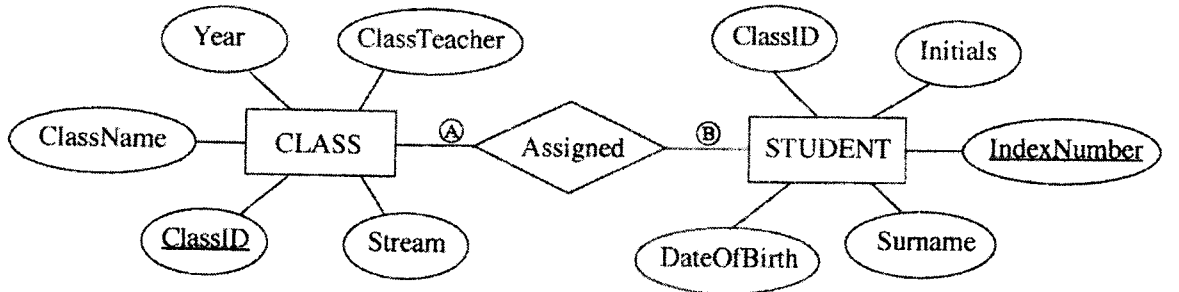 Year
ClassTeacher
ClassID
Initials
ClassName
CLASS
Ⓐ
Assigned
Ⓑ
STUDENT
IndexNumber
ClassID
Stream
DateOfBirth
Surname